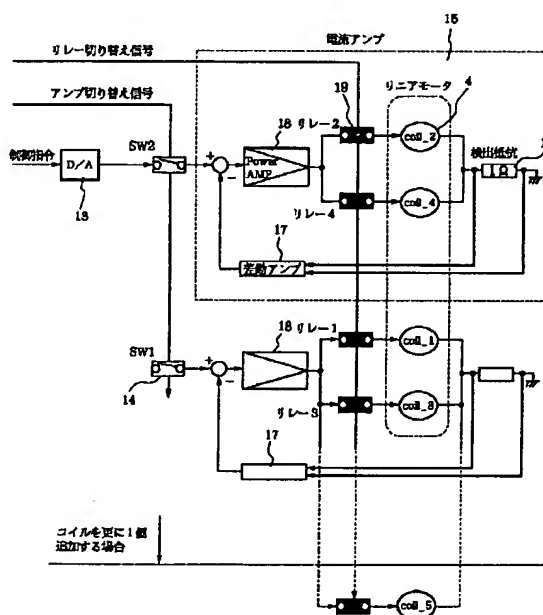 15
電流アンプ
リレー切り替え信号
アンプ切り替え信号
19
リニアモータ
4
SW2
18
リレー2
coil_2
検出抵抗
制御指令
D/A
Power
AMP
1Ω
13
リレー4
coil_4
17
差動アンプ
18
リレー1
coil_1
SW1
14
リレー3
coil_3
17
コイルを更に1個
追加する場合
coil_5